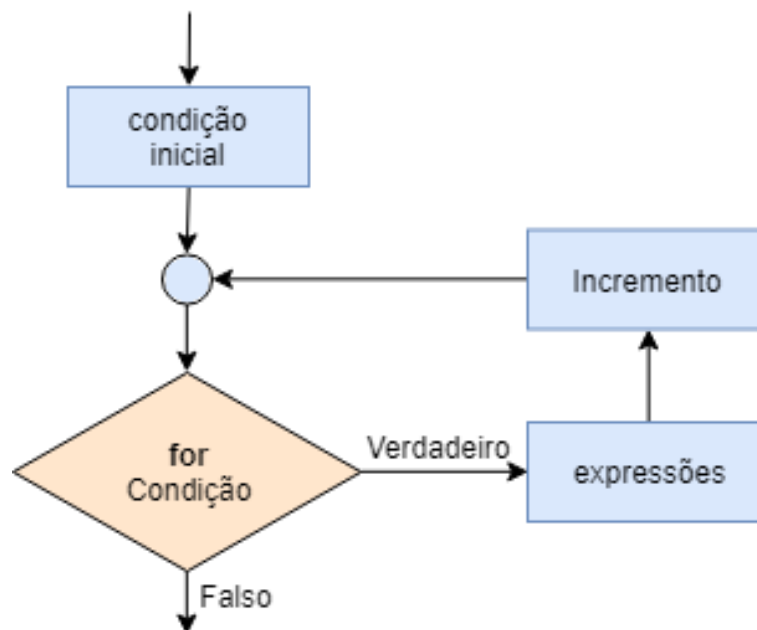 condição
inicial
Incremento
for
Condição
Verdadeiro
expressões
Falso